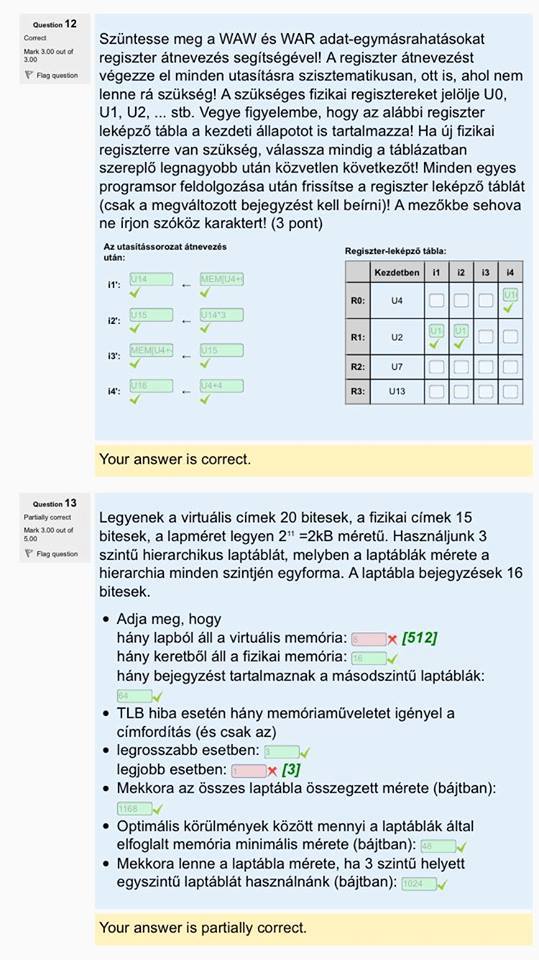 Question 12
Correct
Mark 3.00 out of
3.00
Flag question
Szüntesse meg a WAW és WAR adat-egymásrahatásokat
regiszter átnevezés segítségével! A regiszter átnevezést
végezze el minden utasításra szisztematikusan, ott is, ahol nem
lenne rá szükség! A szükséges fizikai regisztereket jelölje U0,
U1, U2, ... stb. Vegye figyelembe, hogy az alábbi regiszter
leképző tábla a kezdeti állapotot is tartalmazza! Ha új fizikai
regiszterre van szükség, válassza mindig a táblázatban
szereplő legnagyobb után közvetlen következőt! Minden egyes
programsor feldolgozása után frissítse a regiszter leképző táblát
(csak a megváltozott bejegyzést kell beírni)! A mezőkbe sehova
ne írjon szóköz karaktert! (3 pont)
Az utasítássorozat átnevezés
után:
i1': U14 ← MEM[U4+
i2': U15 ← U14*3
i3': MEM[U4+ ← U15
i4': U16 ← U4+4
Regiszter-leképző tábla:
Kezdetben i1 i2 i3 i4
R0: U4 U1
R1: U2 U1 U1
R2: U7
R3: U13
Your answer is correct.
Question 13
Partially correct
Mark 3.00 out of
5.00
Flag question
Legyenek a virtuális címek 20 bitesek, a fizikai címek 15
bitesek, a lapméret legyen 2¹¹ =2kB méretű. Használjunk 3
szintű hierarchikus laptáblát, melyben a laptáblák mérete a
hierarchia minden szintjén egyforma. A laptábla bejegyzések 16
bitesek.
• Adja meg, hogy
hány lapból áll a virtuális memória: 8 [512]
hány keretből áll a fizikai memória: 16
hány bejegyzést tartalmaznak a másodszintű laptáblák:
64
• TLB hiba esetén hány memóriaműveletet igényel a
címfordítás (és csak az)
• legrosszabb esetben: 3
legjobb esetben: 1 [3]
• Mekkora az összes laptábla összegzett mérete (bájtban):
1168
• Optimális körülmények között mennyi a laptáblák által
elfoglalt memória minimális mérete (bájtban): 48
• Mekkora lenne a laptábla mérete, ha 3 szintű helyett
egyszintű laptáblát használnánk (bájtban): 1024
Your answer is partially correct.